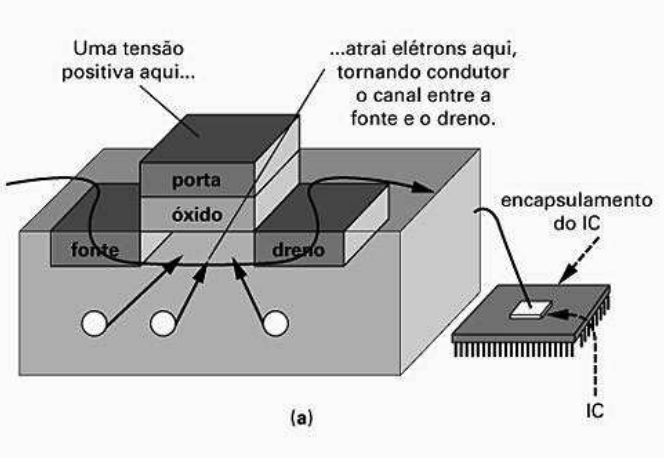 Uma tensão
positiva aqui...
...atrai elétrons aqui,
tornando condutor
o canal entre a
fonte e o dreno.
porta
óxido
fonte
dreno
encapsulamento
do IC
IC
(a)